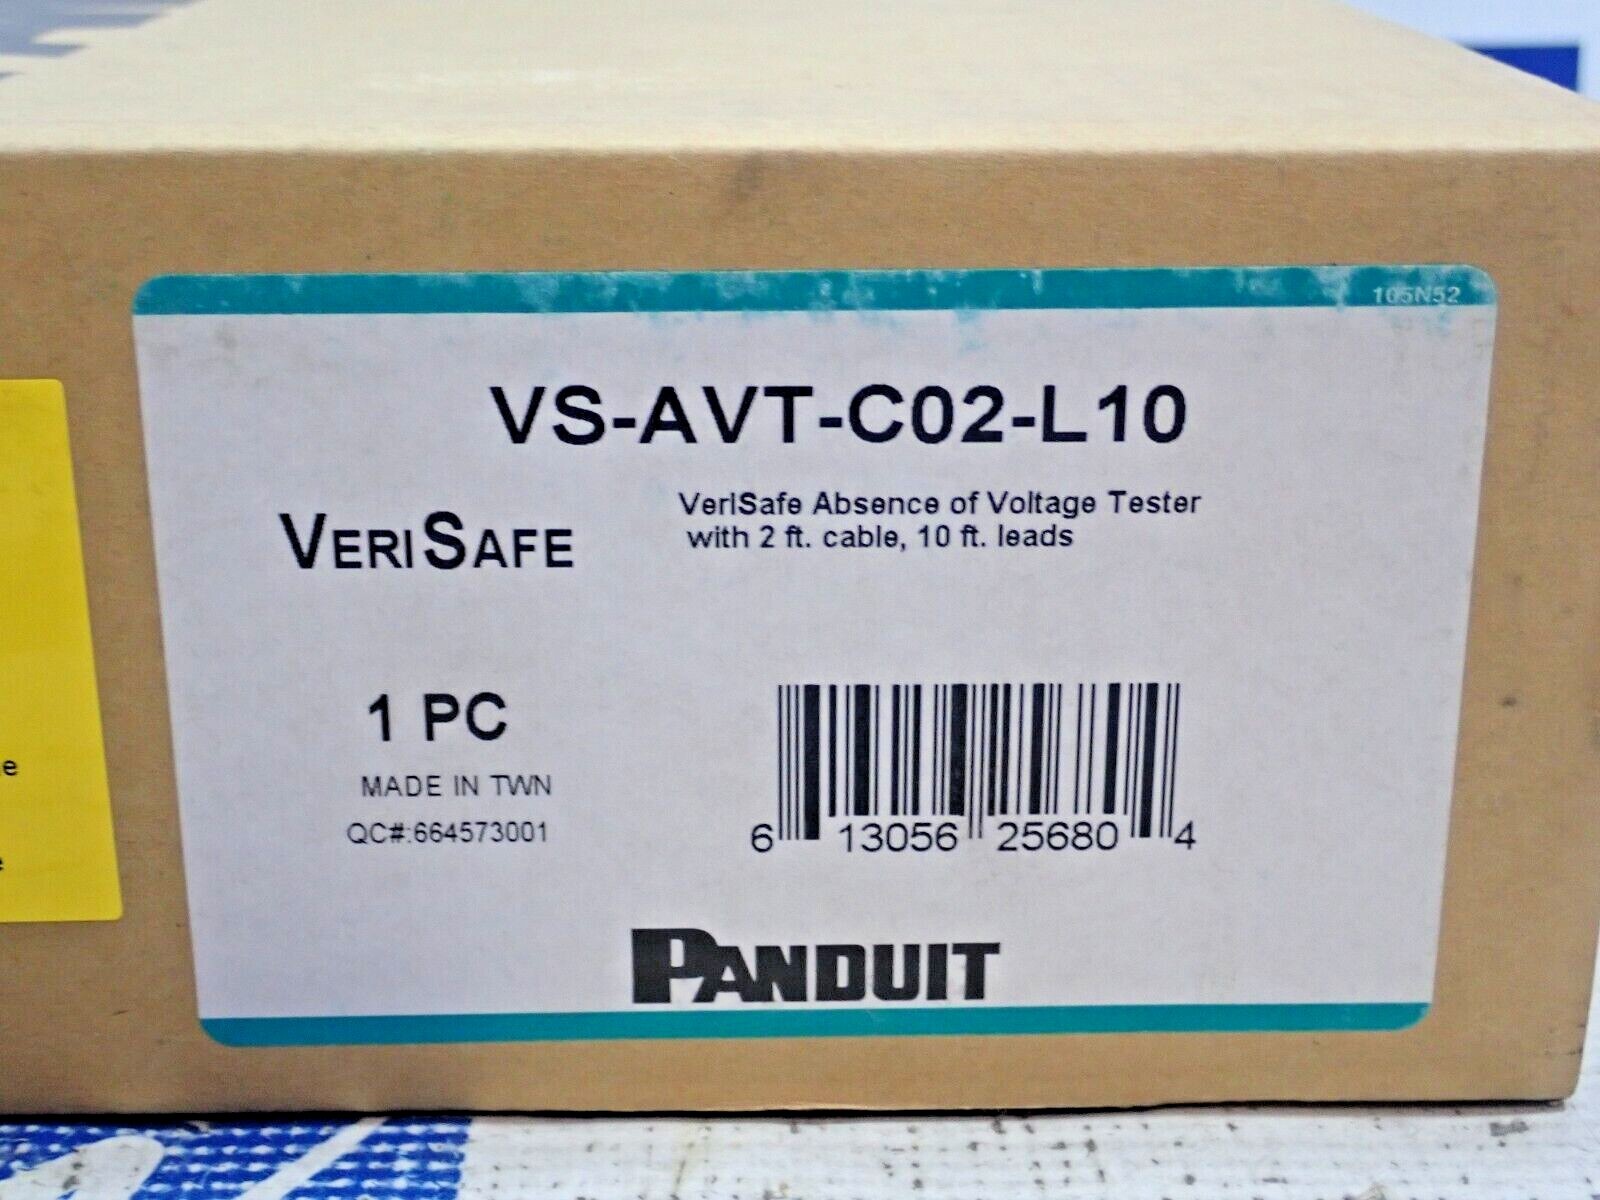 105N52
VS-AVT-C02-L10
VERISAFE
VeriSafe Absence of Voltage Tester
with 2 ft. cable, 10 ft. leads
1 PC
MADE IN TWN
QC#:664573001
6 13056 25680 4
PANDUIT